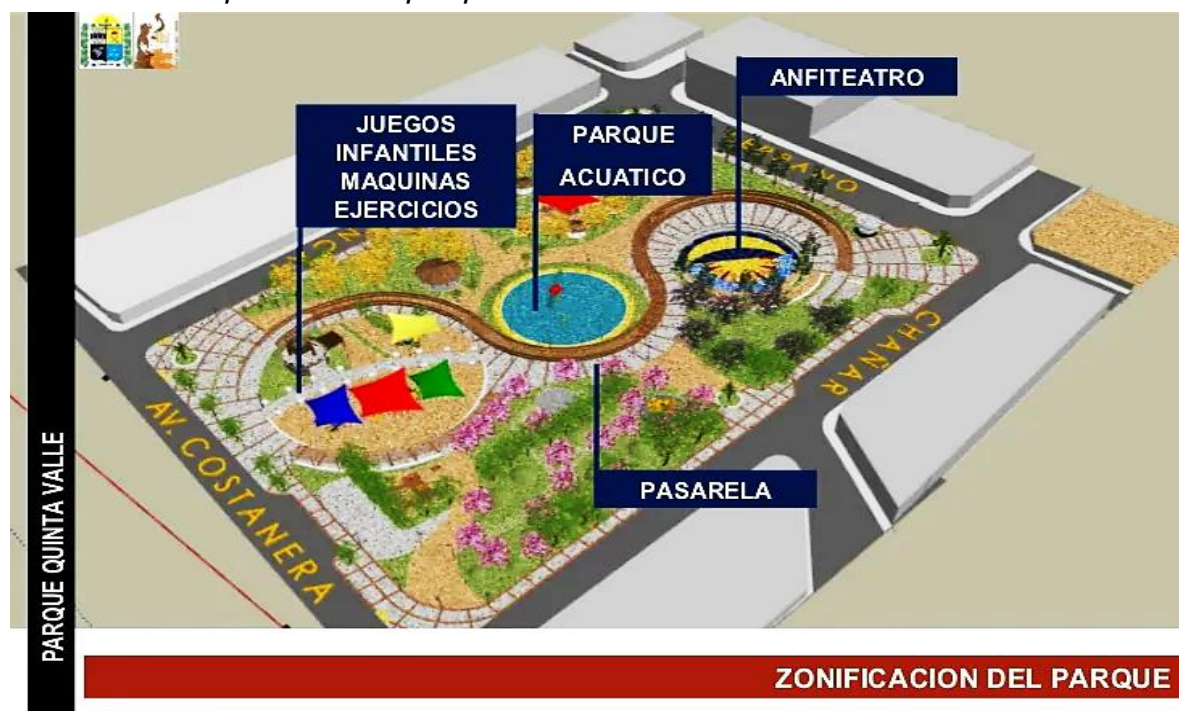 ANFITEATRO
JUEGOS
INFANTILES
MAQUINAS
EJERCICIOS
PARQUE
ACUATICO
CHAÑAR
AV. COSTANERA
PASARELA
PARQUE QUINTA VALLE
ZONIFICACION DEL PARQUE